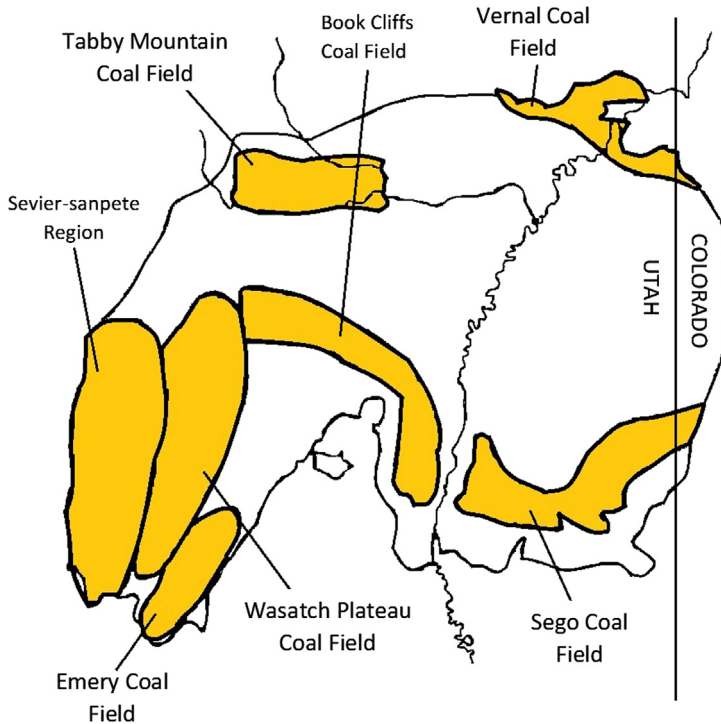 Tabby Mountain
Coal Field
Book Cliffs
Coal Field
Vernal Coal
Field
Sevier-sanpete
Region
UTAH
COLORADO
Wasatch Plateau
Coal Field
Sego Coal
Field
Emery Coal
Field